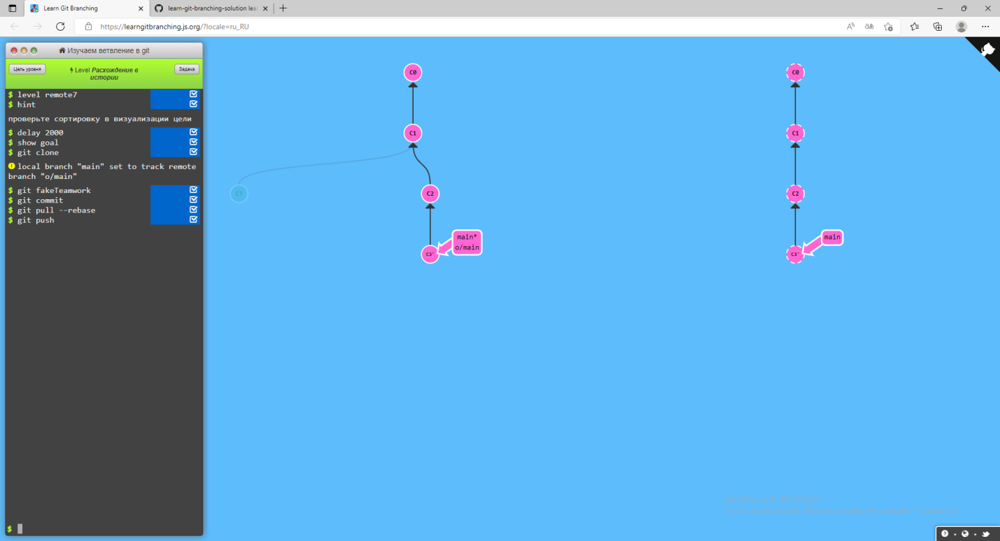 Learn Git Branching
learn-git-branching-solution lea
https://learngitbranching.js.org/?locale=ru_RU
Изучаем ветвление в git
Цель уровня
Level Расхождение в
истории
Задача
$ level remote7
$ hint
проверьте сортировку в визуализации цели
$ delay 2000
$ show goal
$ git clone
local branch "main" set to track remote
branch "o/main"
$ git fakeTeamwork
$ git commit
$ git pull --rebase
$ git push
$
C0
C1
C3
C2
main*
o/main
C3'
C0
C1
C2
main
C3'